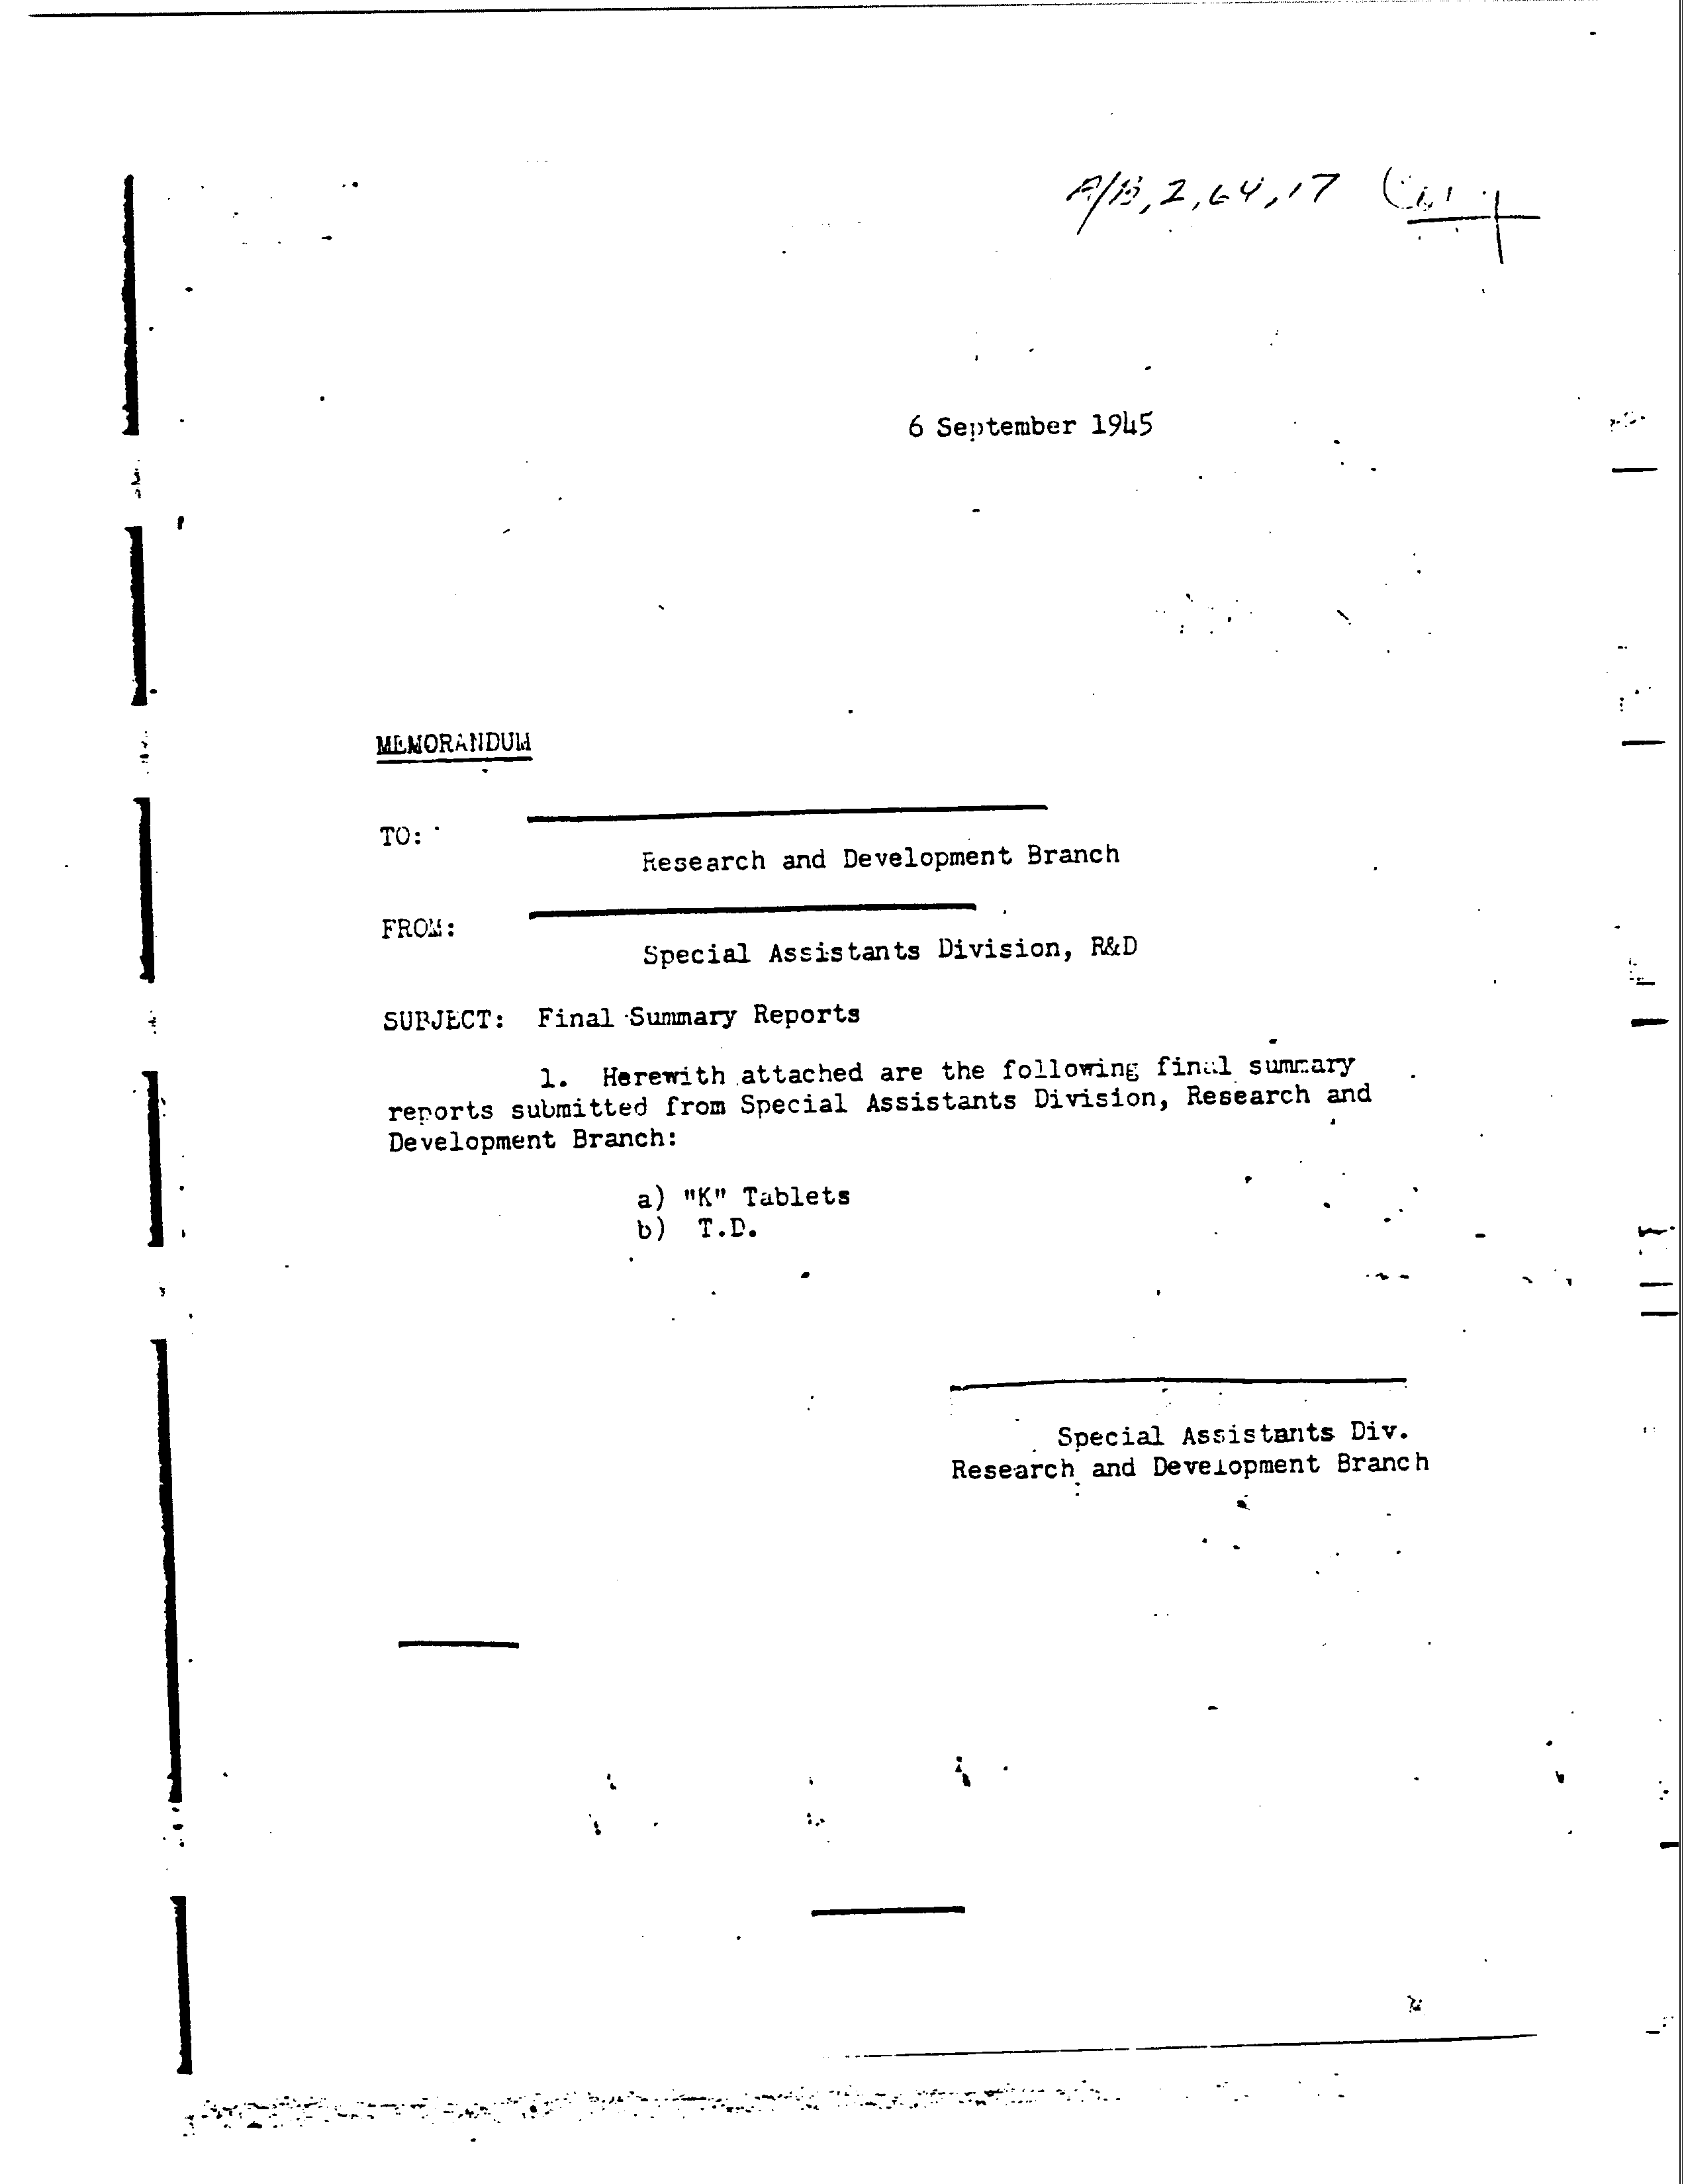 A/B, 2, 64, 17
6 September 1945
MEMORANDUM
TO:
Research and Development Branch
FROM:
Special Assistants Division, R&D
SUBJECT: Final Summary Reports
1. Herewith attached are the following final summary
reports submitted from Special Assistants Division, Research and
Development Branch:
a) "K" Tablets
b) T.D.
Special Assistants Div.
Research and Development Branch